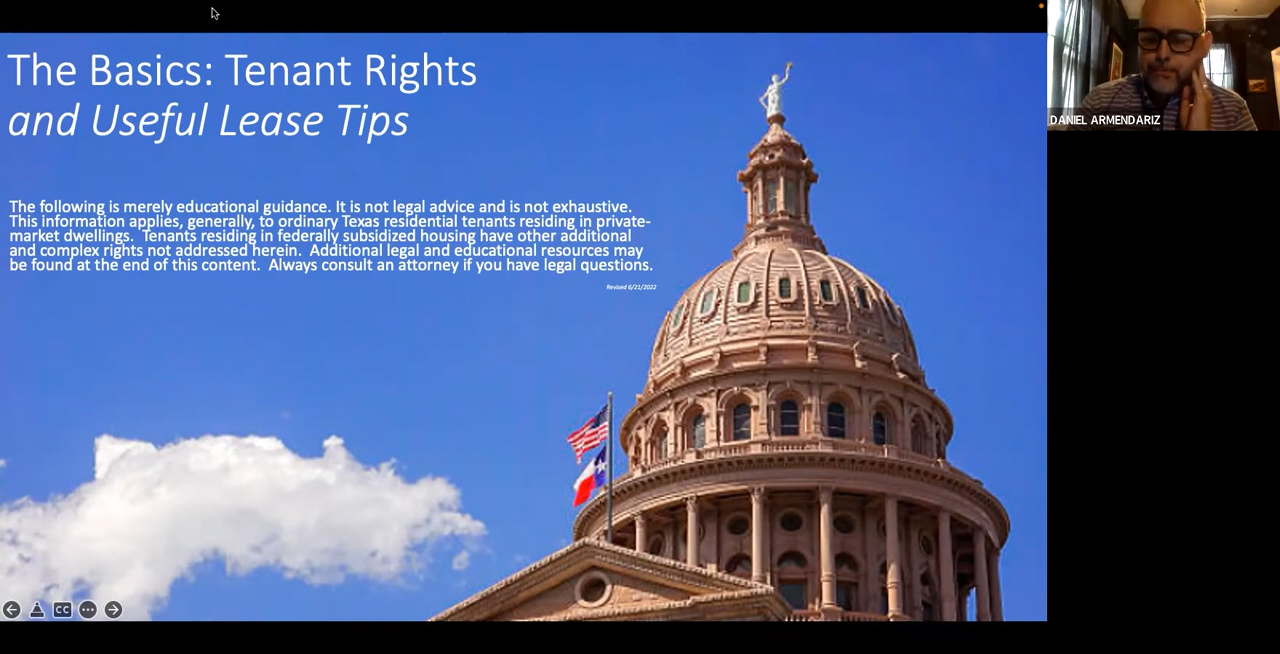 The Basics: Tenant Rights
and Useful Lease Tips
The following is merely educational guidance. It is not legal advice and is not exhaustive.
This information applies, generally, to ordinary Texas residential tenants residing in private-
market dwellings.  Tenants residing in federally subsidized housing have other additional
and complex rights not addressed herein.  Additional legal and educational resources may
be found at the end of this content.  Always consult an attorney if you have legal questions.
Revised 6/21/2022
DANIEL ARMENDARIZ
CC